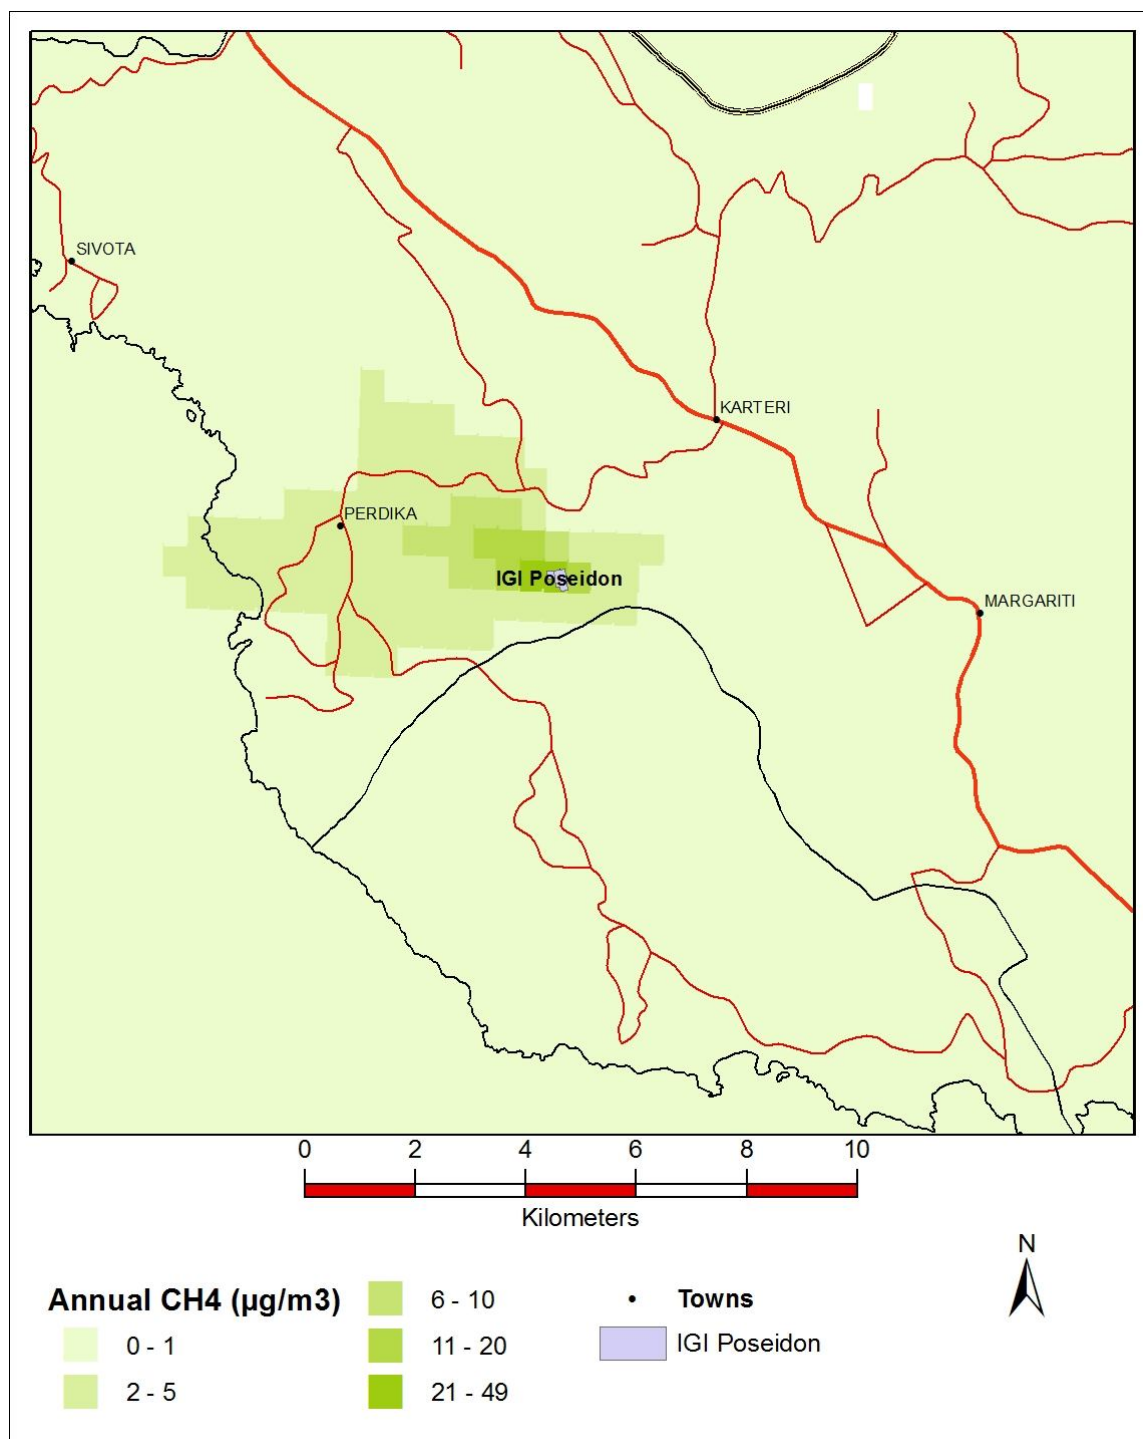 SIVOTA
KARTERI
PERDIKA
IGI Poseidon
MARGARITI
0 2 4 6 8 10
Kilometers
N
Annual CH4 (µg/m3)
0 - 1
2 - 5
6 - 10
11 - 20
21 - 49
Towns
IGI Poseidon